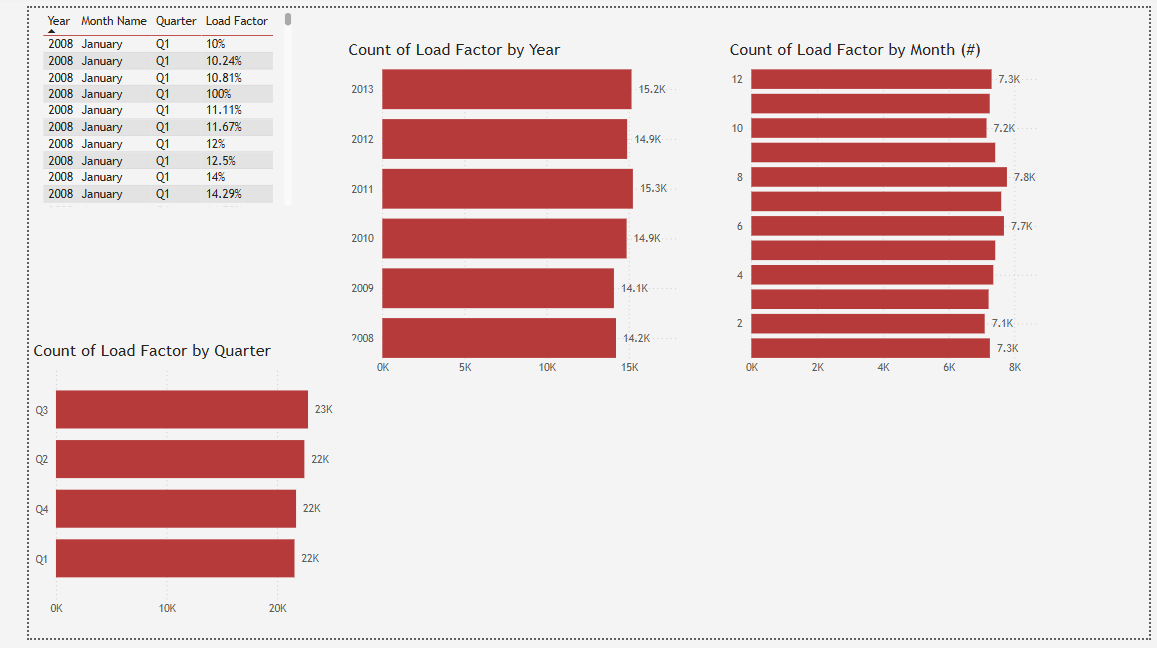 Year Month Name Quarter Load Factor
2008 January Q1 10%
2008 January Q1 10.24%
2008 January Q1 10.81%
2008 January Q1 100%
2008 January Q1 11.11%
2008 January Q1 11.67%
2008 January Q1 12%
2008 January Q1 12.5%
2008 January Q1 14%
2008 January Q1 14.29%
Count of Load Factor by Year
2013 15.2K
2012 14.9K
2011 15.3K
2010 14.9K
2009 14.1K
2008 14.2K
0K 5K 10K 15K
Count of Load Factor by Month (#)
12 7.3K
10 7.2K
8 7.8K
6 7.7K
4
2 7.1K
7.3K
0K 2K 4K 6K 8K
Count of Load Factor by Quarter
Q3 23K
Q2 22K
Q4 22K
Q1 22K
0K 10K 20K